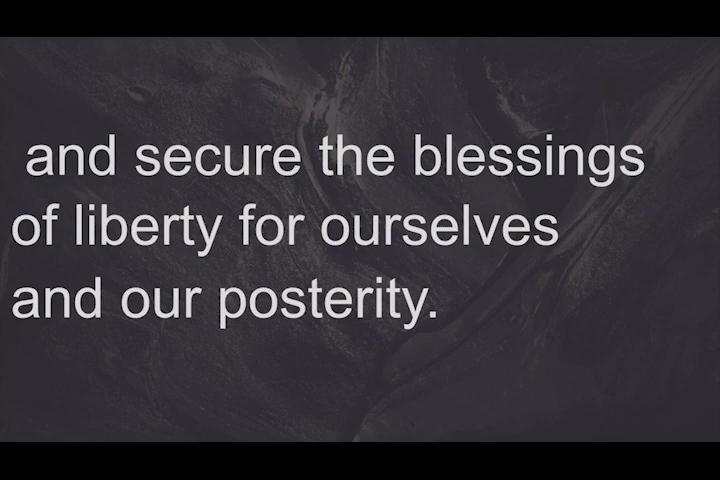 and secure the blessings
of liberty for ourselves
and our posterity.